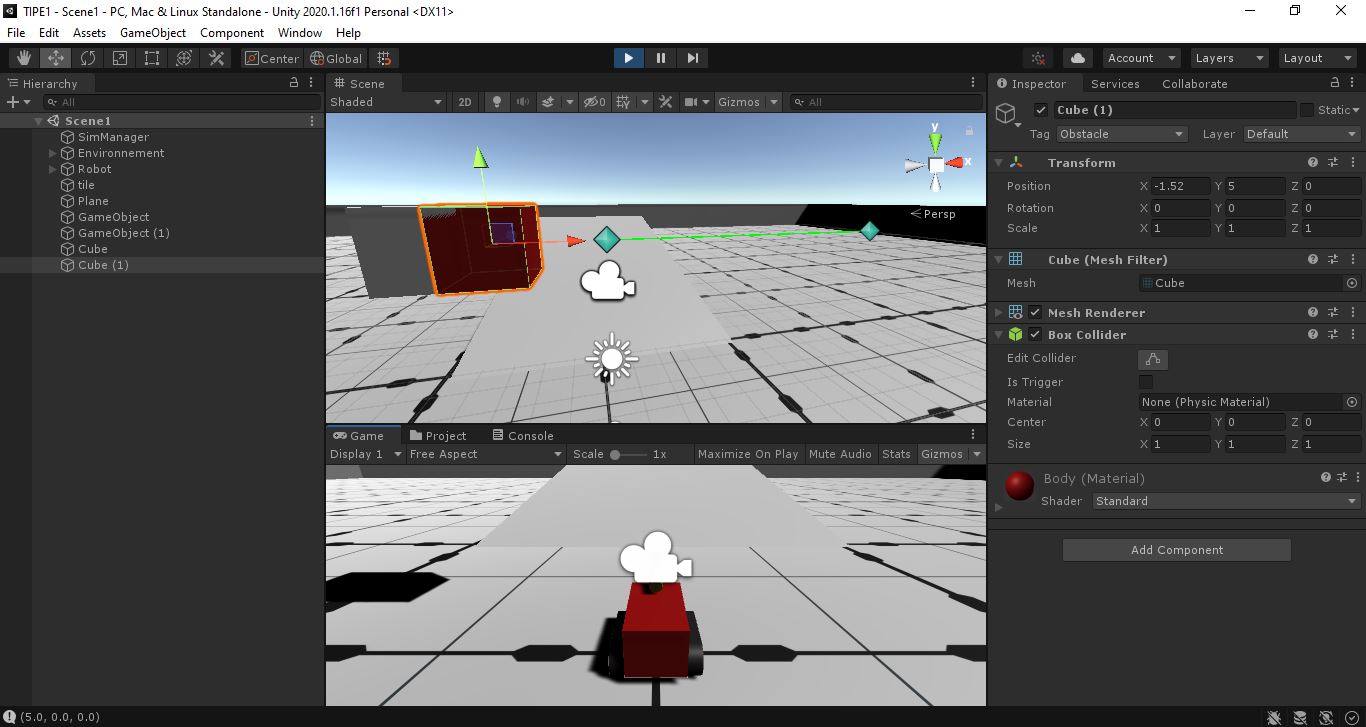 TIPE1 - Scene1 - PC, Mac & Linux Standalone - Unity 2020.1.16f1 Personal <DX11>
File Edit Assets GameObject Component Window Help
Center Global Account Layers Layout
Hierarchy
All
Scene1
SimManager
Environnement
Robot
tile
Plane
GameObject
GameObject (1)
Cube
Cube (1)
Scene
Shaded 2D 0 Gizmos All
y
x
Persp
Game Project Console
Display 1 Free Aspect Scale 1x Maximize On Play Mute Audio Stats Gizmos
Inspector Services Collaborate
Cube (1) Static
Tag Obstacle Layer Default
Transform
Position X -1.52 Y 5 Z 0
Rotation X 0 Y 0 Z 0
Scale X 1 Y 1 Z 1
Cube (Mesh Filter)
Mesh Cube
Mesh Renderer
Box Collider
Edit Collider
Is Trigger
Material None (Physic Material)
Center X 0 Y 0 Z 0
Size X 1 Y 1 Z 1
Body (Material)
Shader Standard
Add Component
(5.0, 0.0, 0.0)